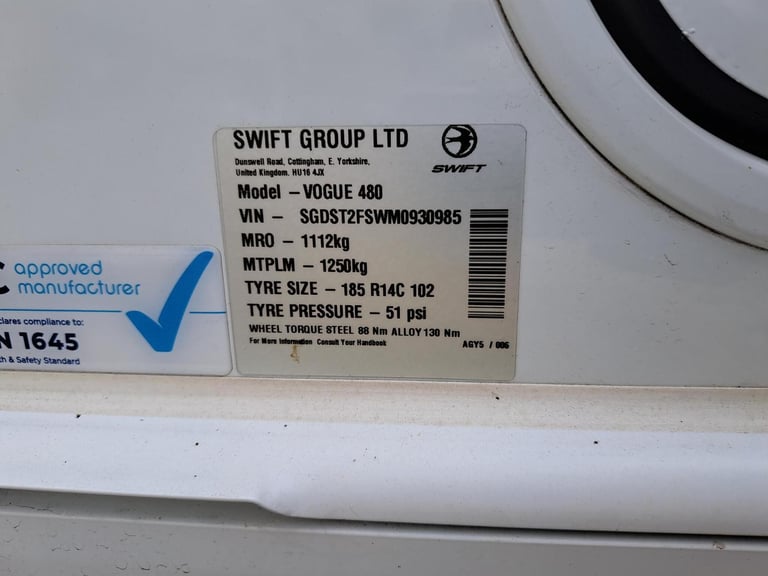 SWIFT GROUP LTD
Dunswell Road, Cottingham, E. Yorkshire,
United Kingdom. HU16 4JX
SWIFT
Model – VOGUE 480
VIN – SGDST2FSWM0930985
MRO – 1112kg
MTPLM – 1250kg
TYRE SIZE – 185 R14C 102
TYRE PRESSURE – 51 psi
WHEEL TORQUE STEEL 88 Nm ALLOY 130 Nm
For More Information Consult Your Handbook
AGY5 / 006
approved
manufacturer
compliance to:
N 1645
& Safety Standard